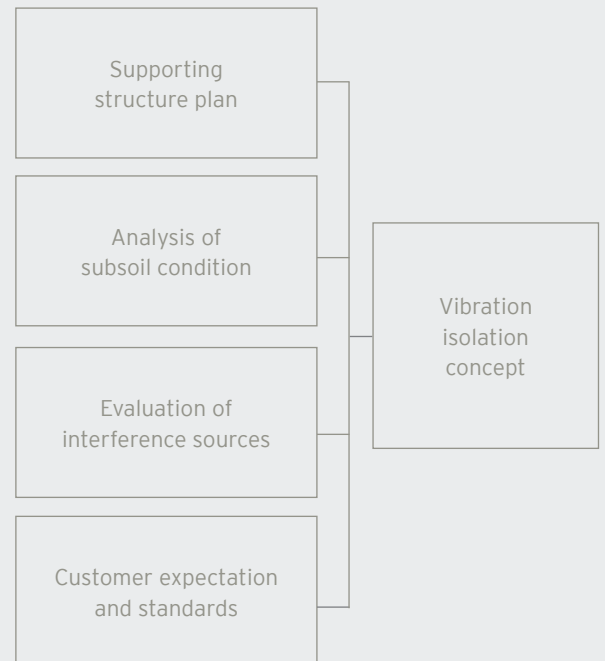 Supporting
structure plan
Analysis of
subsoil condition
Evaluation of
interference sources
Customer expectation
and standards
Vibration
isolation
concept